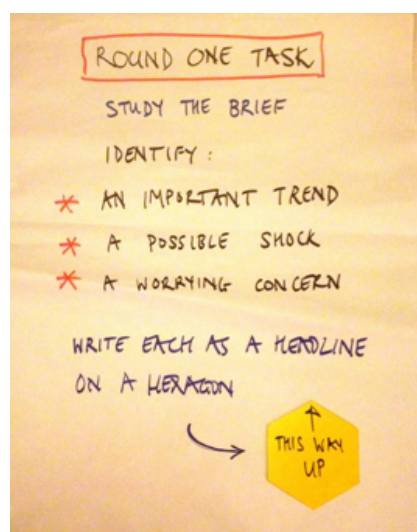 ROUND ONE TASK
STUDY THE BRIEF
IDENTIFY :
* AN IMPORTANT TREND
* A POSSIBLE SHOCK
* A WORRYING CONCERN
WRITE EACH AS A HEADLINE
ON A HEXAGON
THIS WAY
UP